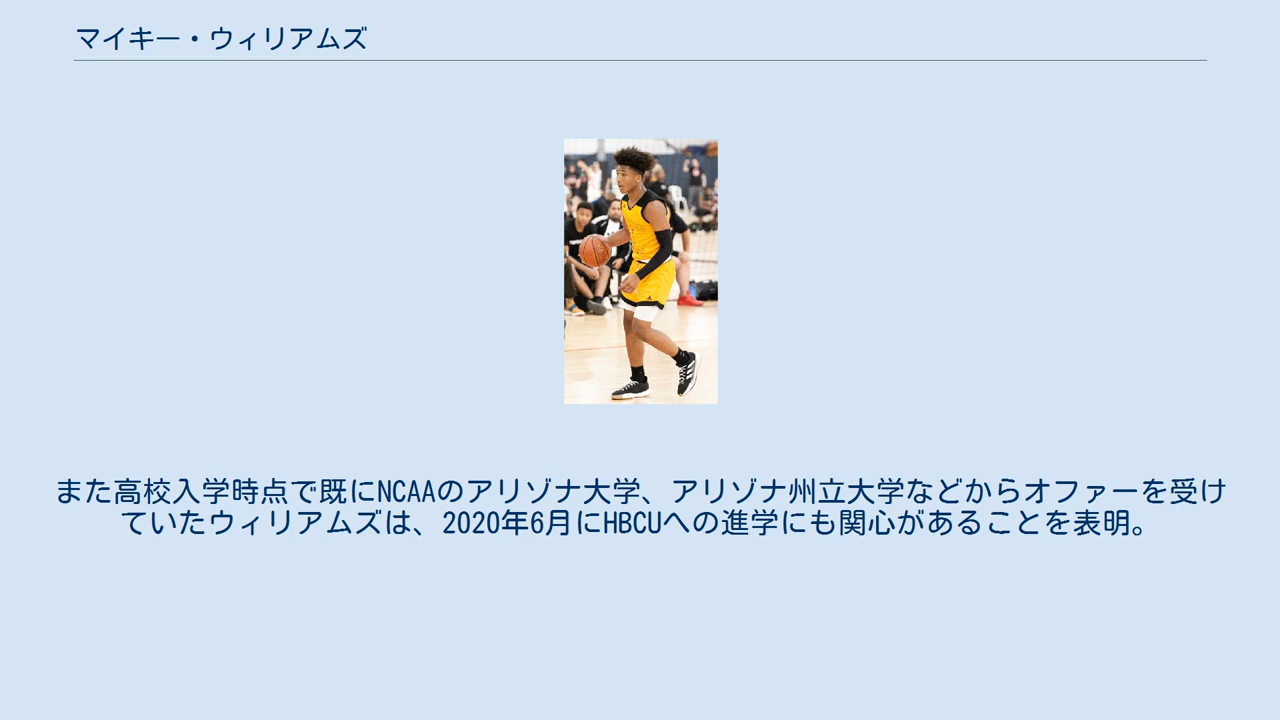 マイキー・ウィリアムズ
また高校入学時点で既にNCAAのアリゾナ大学、アリゾナ州立大学などからオファーを受け
ていたウィリアムズは、2020年6月にHBCUへの進学にも関心があることを表明。